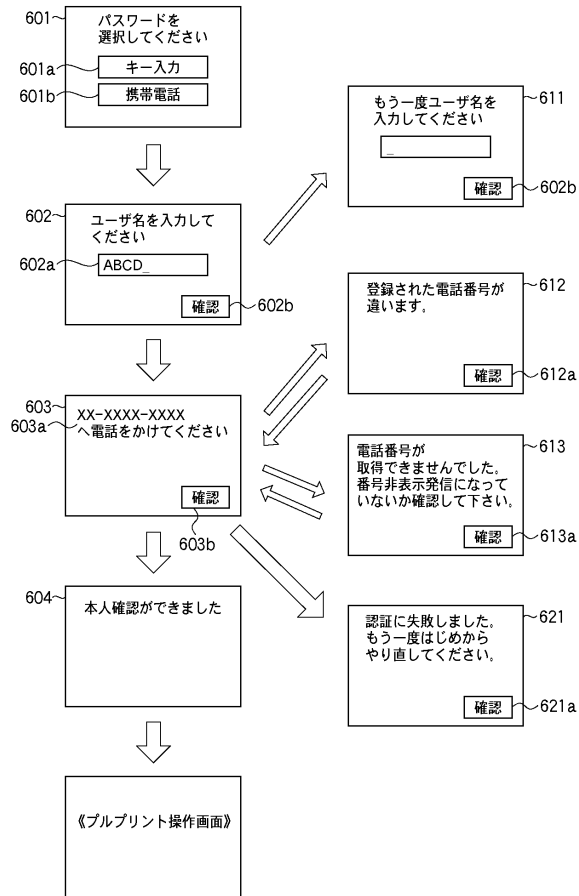 601
パスワードを
選択してください
601a
キー入力
601b
携帯電話
602
ユーザ名を入力して
ください
602a
ABCD_
確認
602b
603
603a
XX-XXXX-XXXX
へ電話をかけてください
確認
603b
604
本人確認ができました
《プルプリント操作画面》
611
もう一度ユーザ名を
入力してください
_
確認
602b
612
登録された電話番号が
違います。
確認
612a
613
電話番号が
取得できませんでした。
番号非表示発信になって
いないか確認して下さい。
確認
613a
621
認証に失敗しました。
もう一度はじめから
やり直してください。
確認
621a